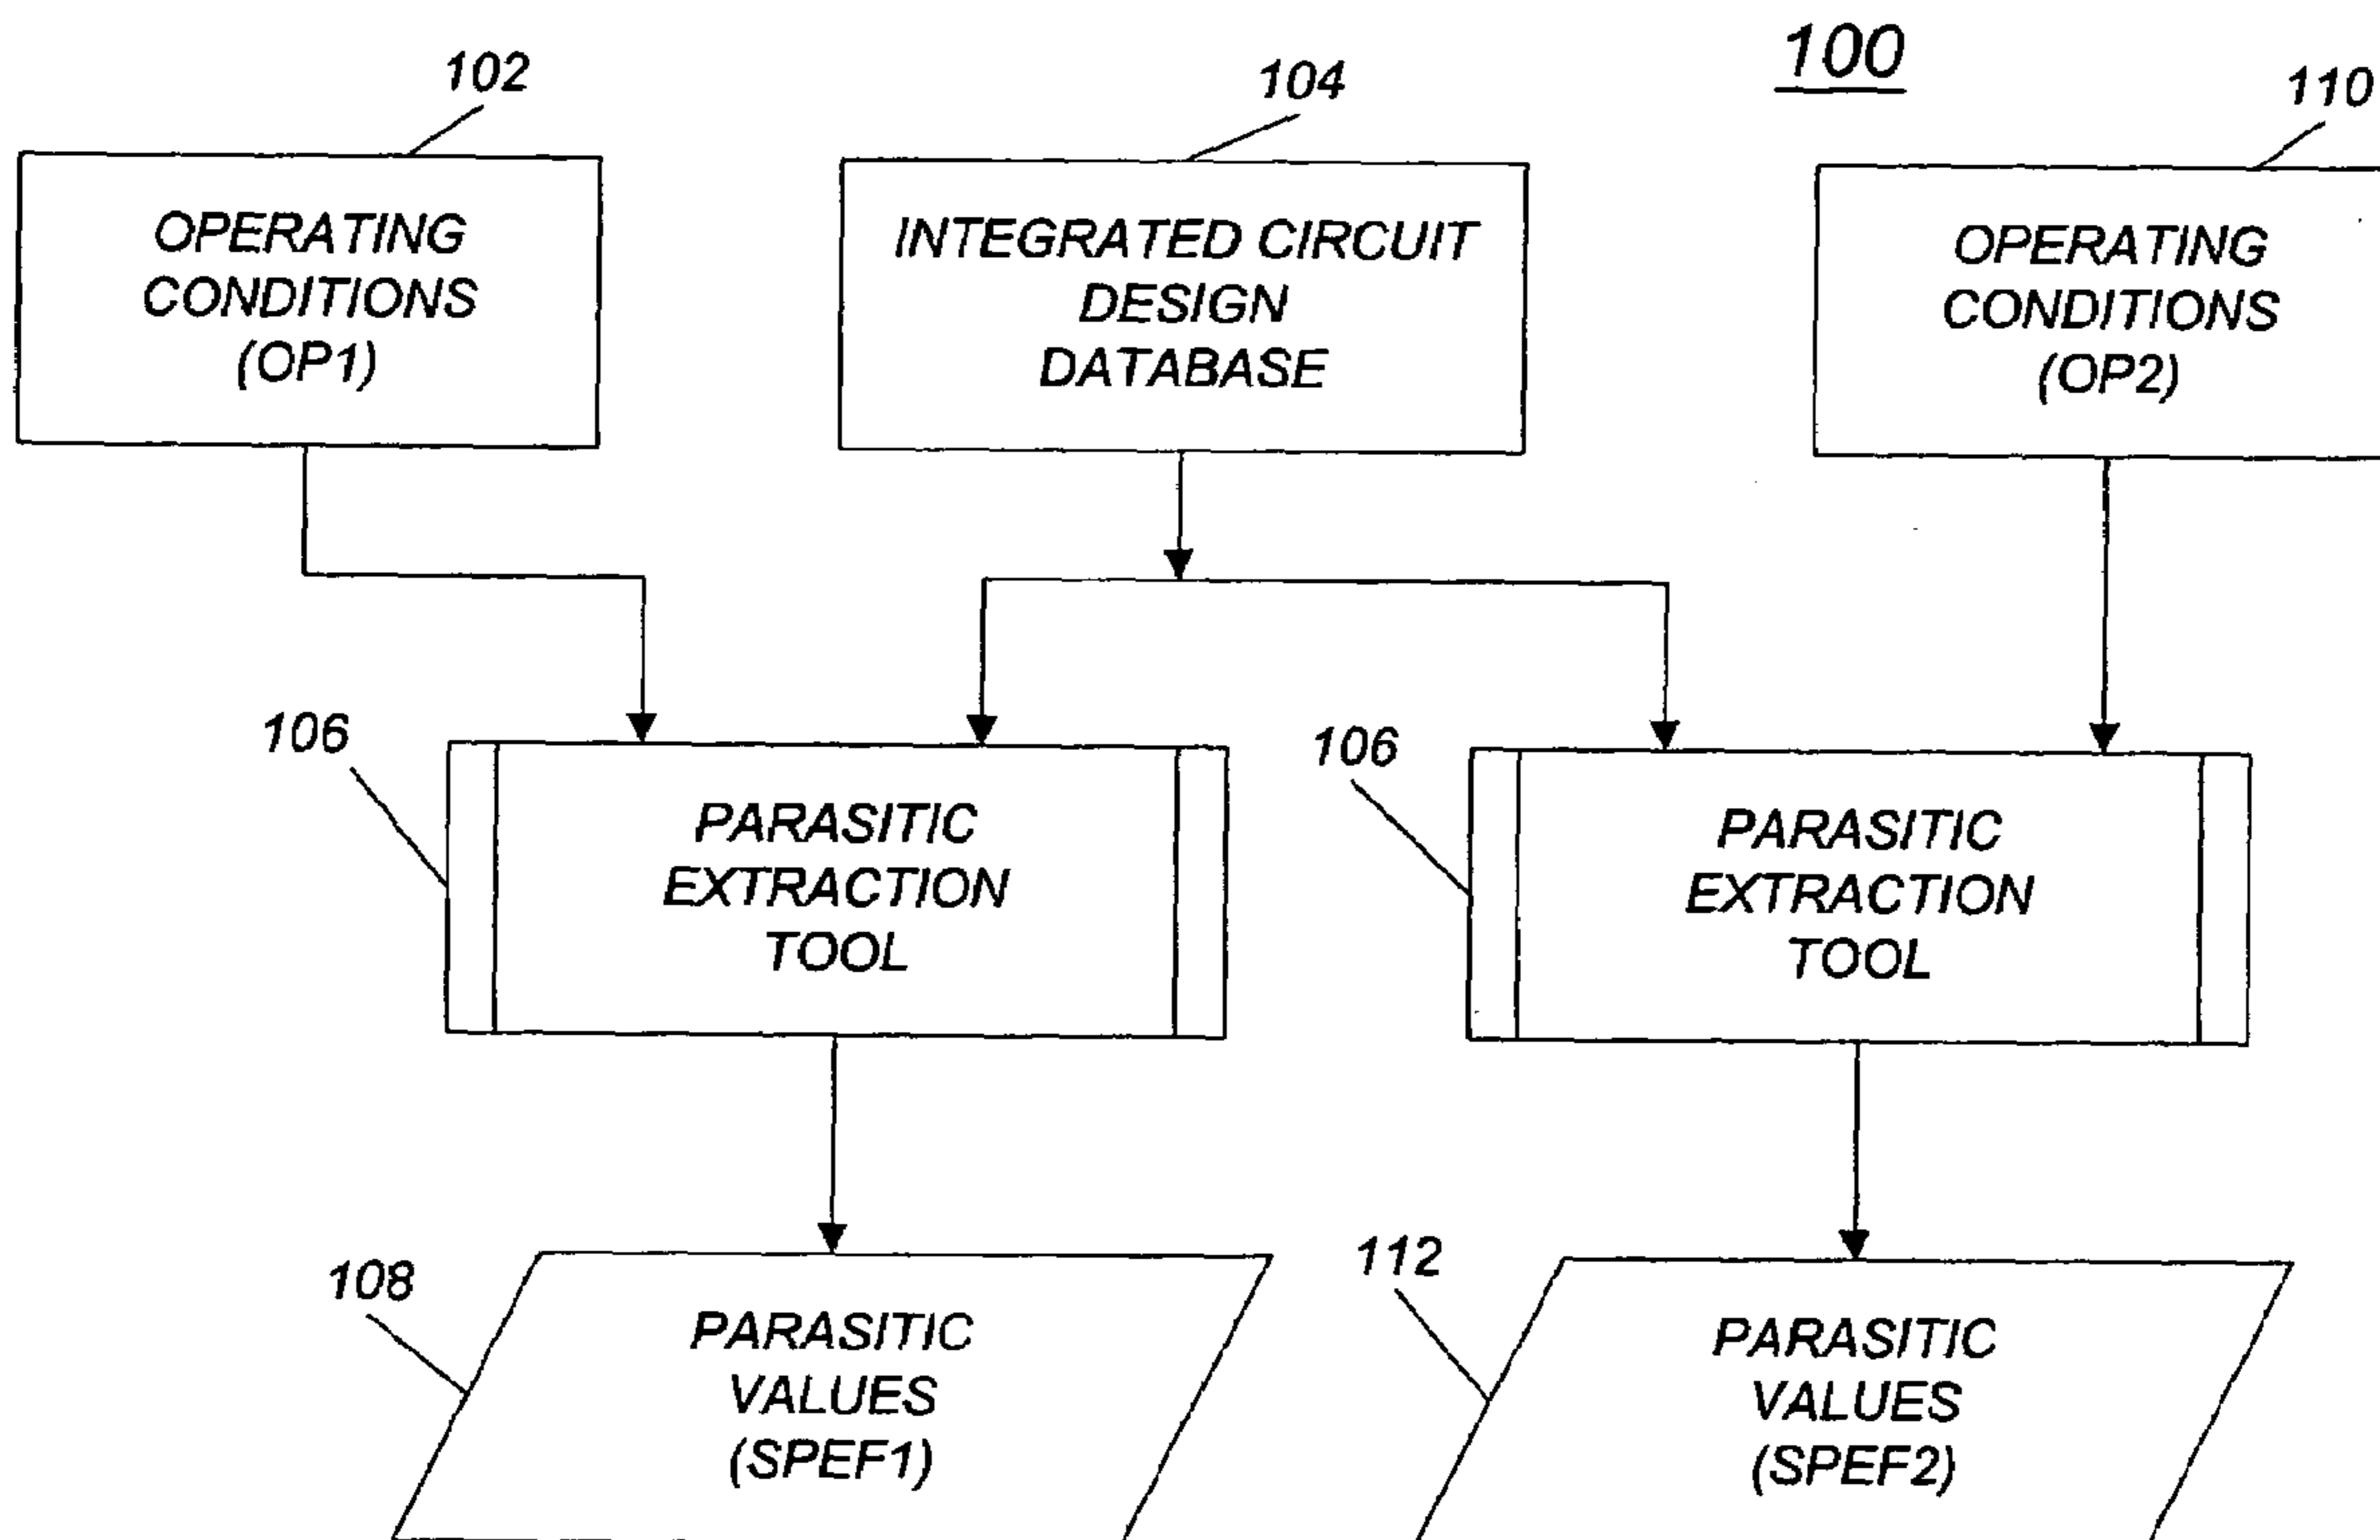 100
102
104
110
OPERATING
CONDITIONS
(OP1)
INTEGRATED CIRCUIT
DESIGN
DATABASE
OPERATING
CONDITIONS
(OP2)
106
106
PARASITIC
EXTRACTION
TOOL
PARASITIC
EXTRACTION
TOOL
108
112
PARASITIC
VALUES
(SPEF1)
PARASITIC
VALUES
(SPEF2)